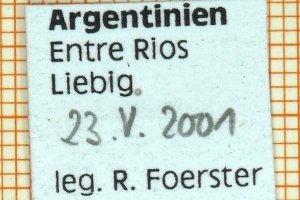 Argentinien
Entre Rios
Liebig
23.V. 2001
leg. R. Foerster